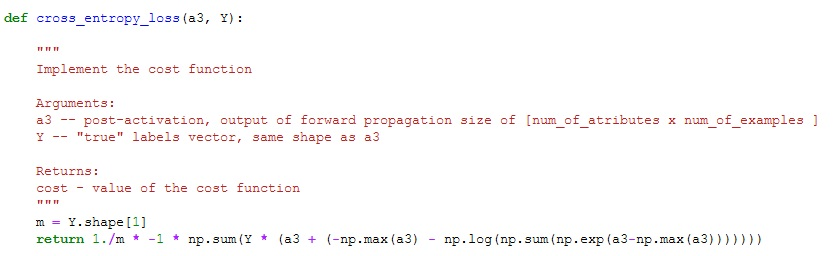 def cross_entropy_loss(a3, Y):
"""
Implement the cost function
Arguments:
a3 -- post-activation, output of forward propagation size of [num_of_atributes x num_of_examples ]
Y -- "true" labels vector, same shape as a3
Returns:
cost - value of the cost function
"""
m = Y.shape[1]
return 1./m * -1 * np.sum(Y * (a3 + (-np.max(a3) - np.log(np.sum(np.exp(a3-np.max(a3)))))))